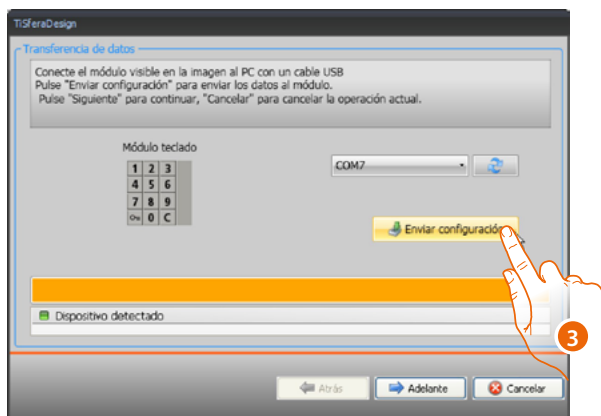 TiSferaDesign
Transferencia de datos
Conecte el módulo visible en la imagen al PC con un cable USB
Pulse "Enviar configuración" para enviar los datos al módulo.
Pulse "Siguiente" para continuar, "Cancelar" para cancelar la operación actual.
Módulo teclado
COM7
1 2 3
4 5 6
7 8 9
0 C
Enviar configuración
Dispositivo detectado
3
Atrás
Adelante
Cancelar